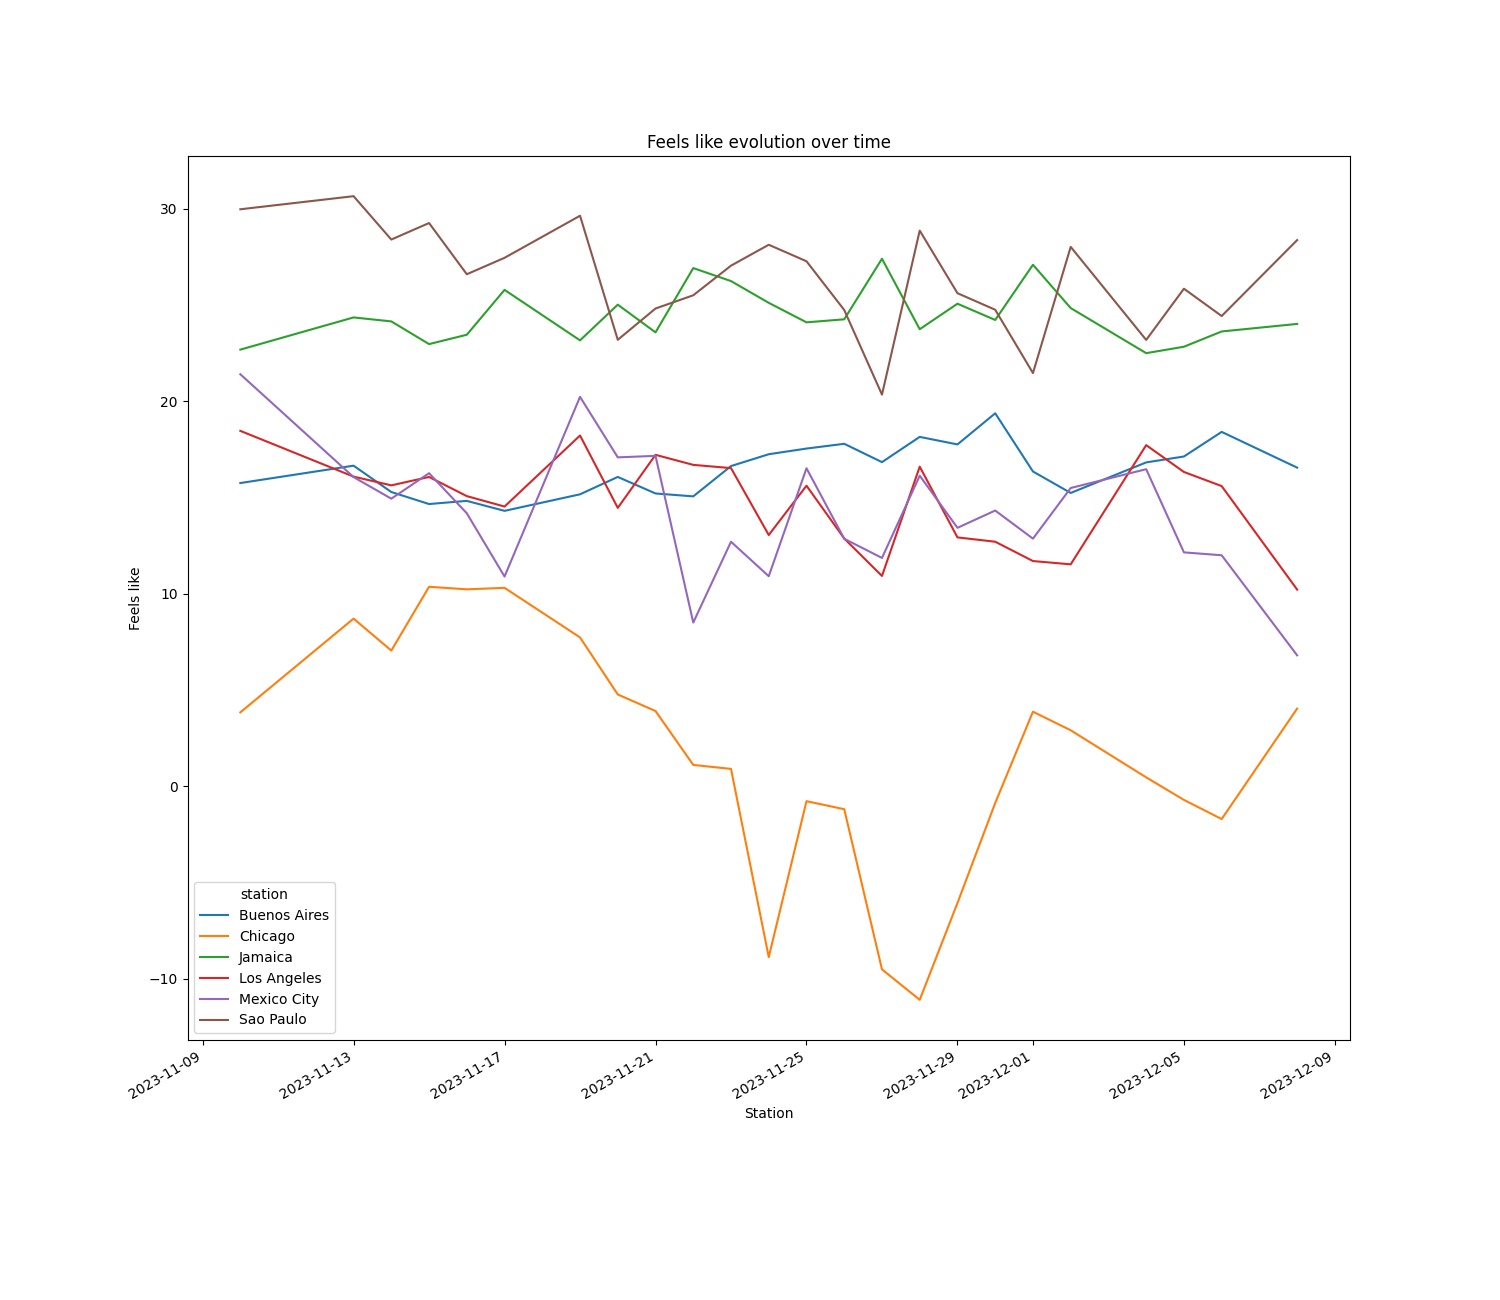 Feels like evolution over time
30
20
10
0
−10
Feels like
station
Buenos Aires
Chicago
Jamaica
Los Angeles
Mexico City
Sao Paulo
2023-11-09
2023-11-13
2023-11-17
2023-11-21
2023-11-25
2023-11-29
2023-12-01
2023-12-05
2023-12-09
Station